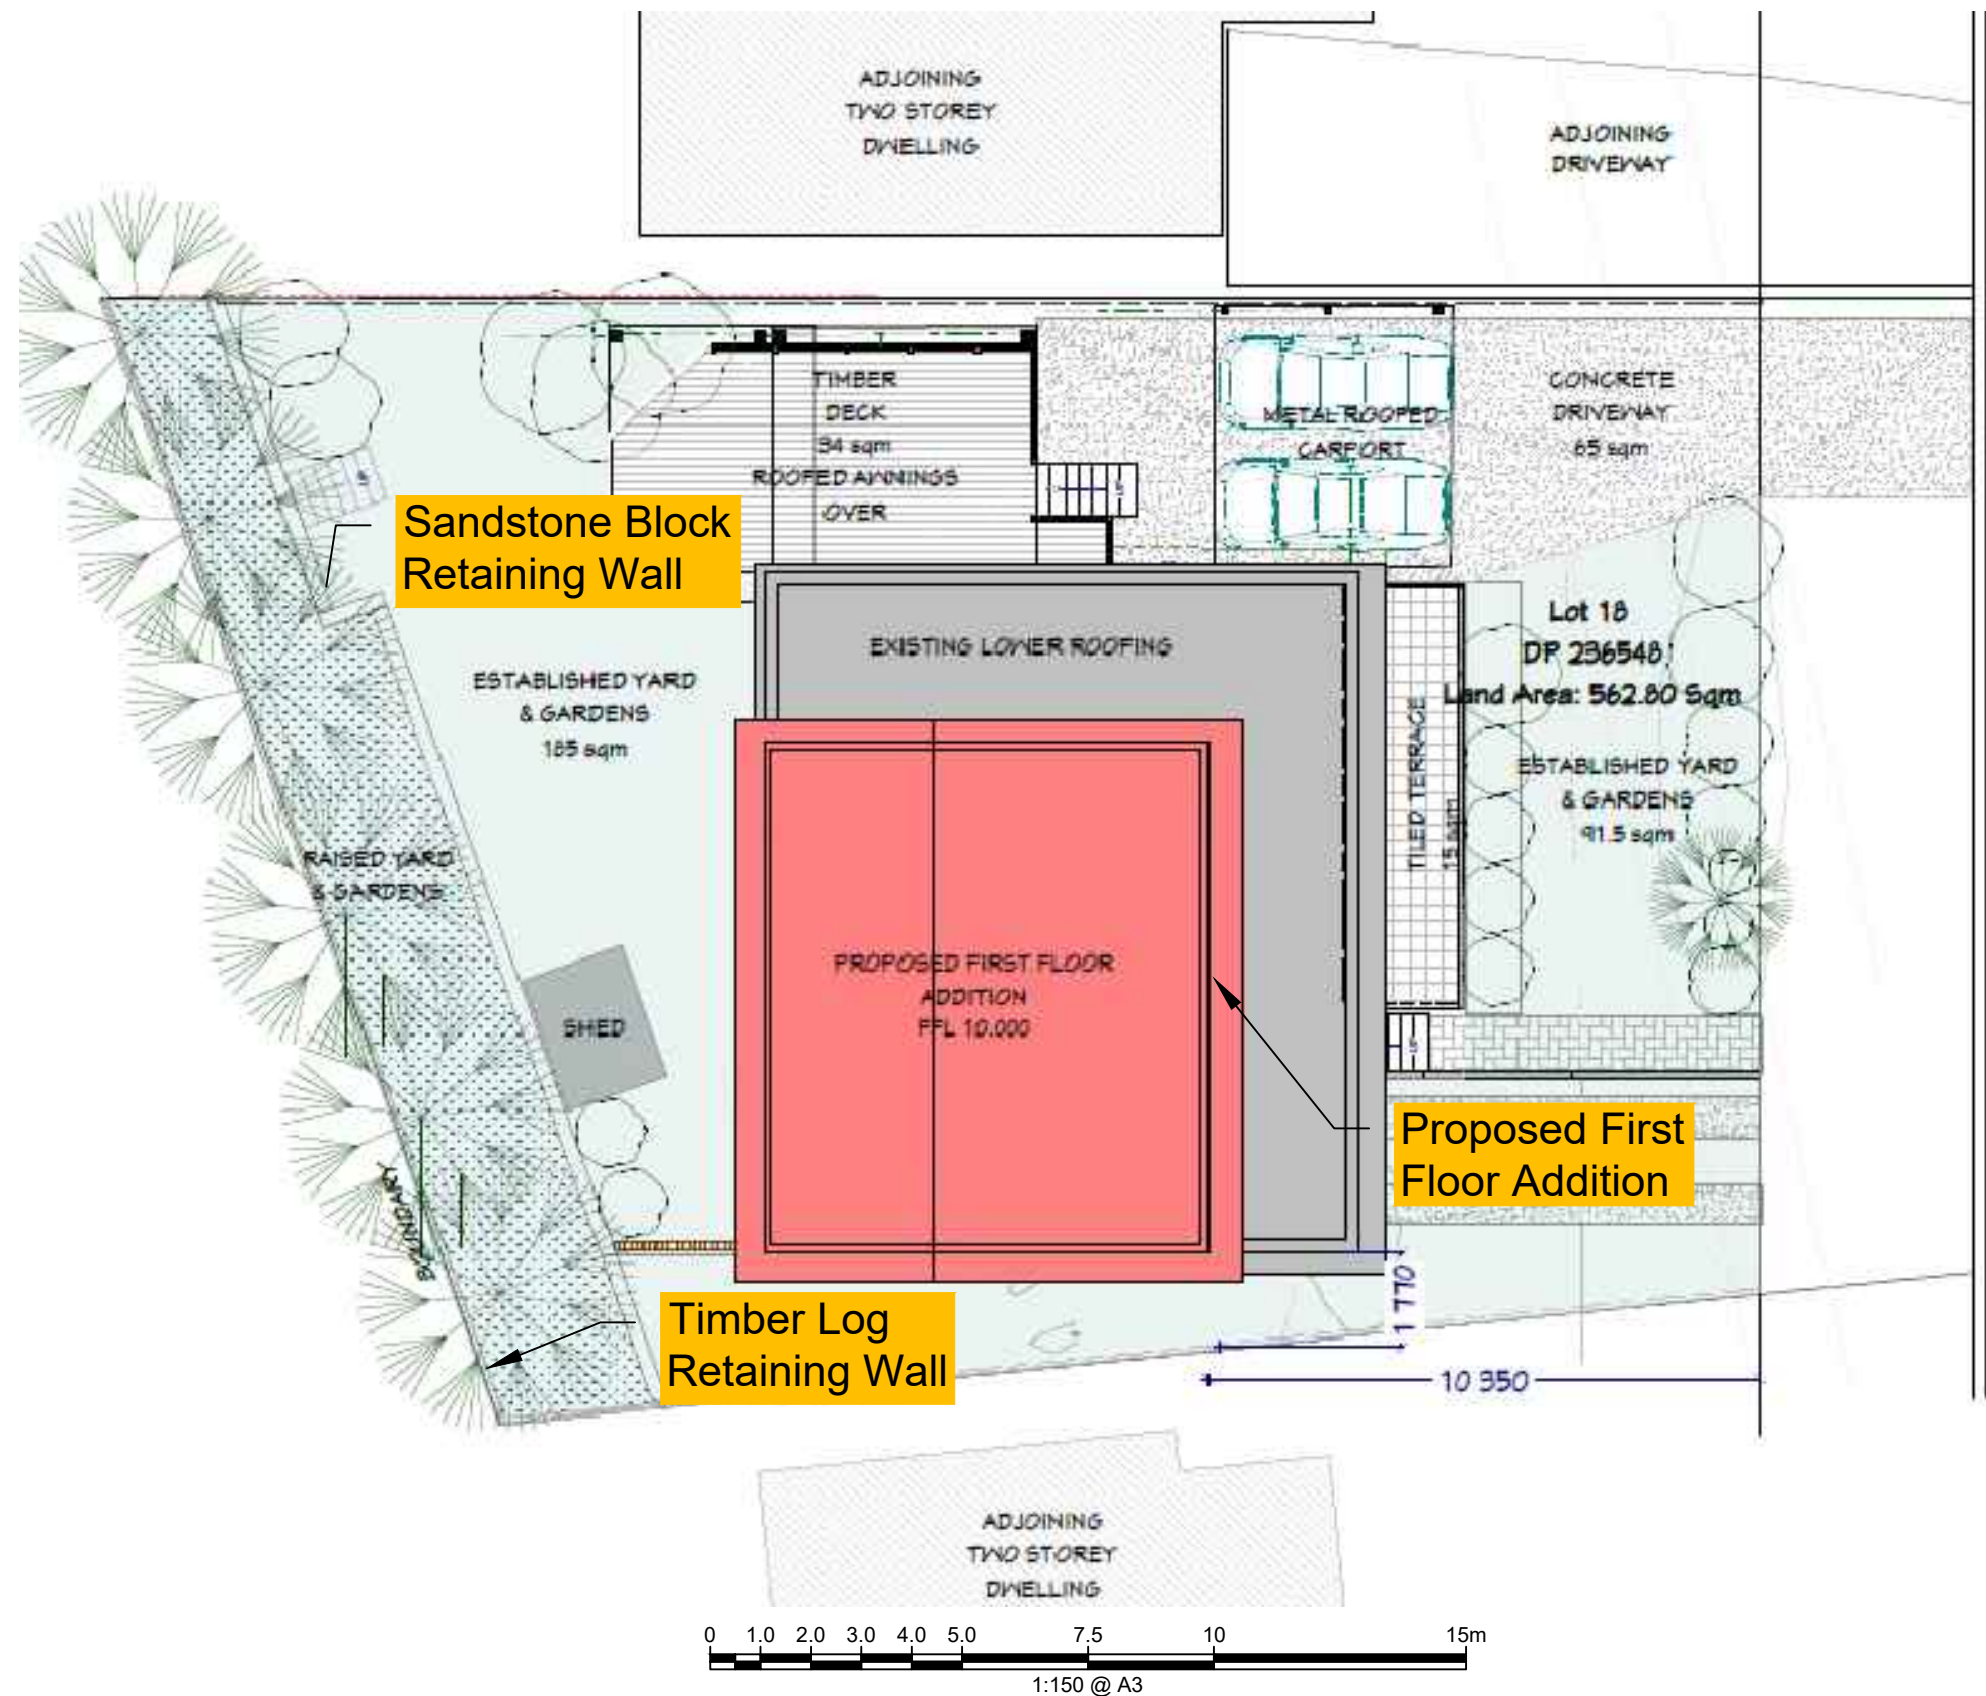 ADJOINING
TWO STOREY
DWELLING
ADJOINING
DRIVEWAY
TIMBER
DECK
34 sqm
ROOFED AWNINGS
OVER
METAL ROOFED
CARPORT
CONCRETE
DRIVEWAY
65 sqm
UP
UP
Sandstone Block
Retaining Wall
EXISTING LOWER ROOFING
Lot 18
DP 236548
Land Area: 562.80 Sqm
ESTABLISHED YARD
& GARDENS
185 sqm
TILED TERRACE
15 sqm
ESTABLISHED YARD
& GARDENS
91.5 sqm
RAISED YARD
& GARDENS
PROPOSED FIRST FLOOR
ADDITION
FFL 10.000
SHED
UP
Proposed First
Floor Addition
BOUNDARY
1 770
Timber Log
Retaining Wall
10 350
ADJOINING
TWO STOREY
DWELLING
0 1.0 2.0 3.0 4.0 5.0 7.5 10 15m
1:150 @ A3